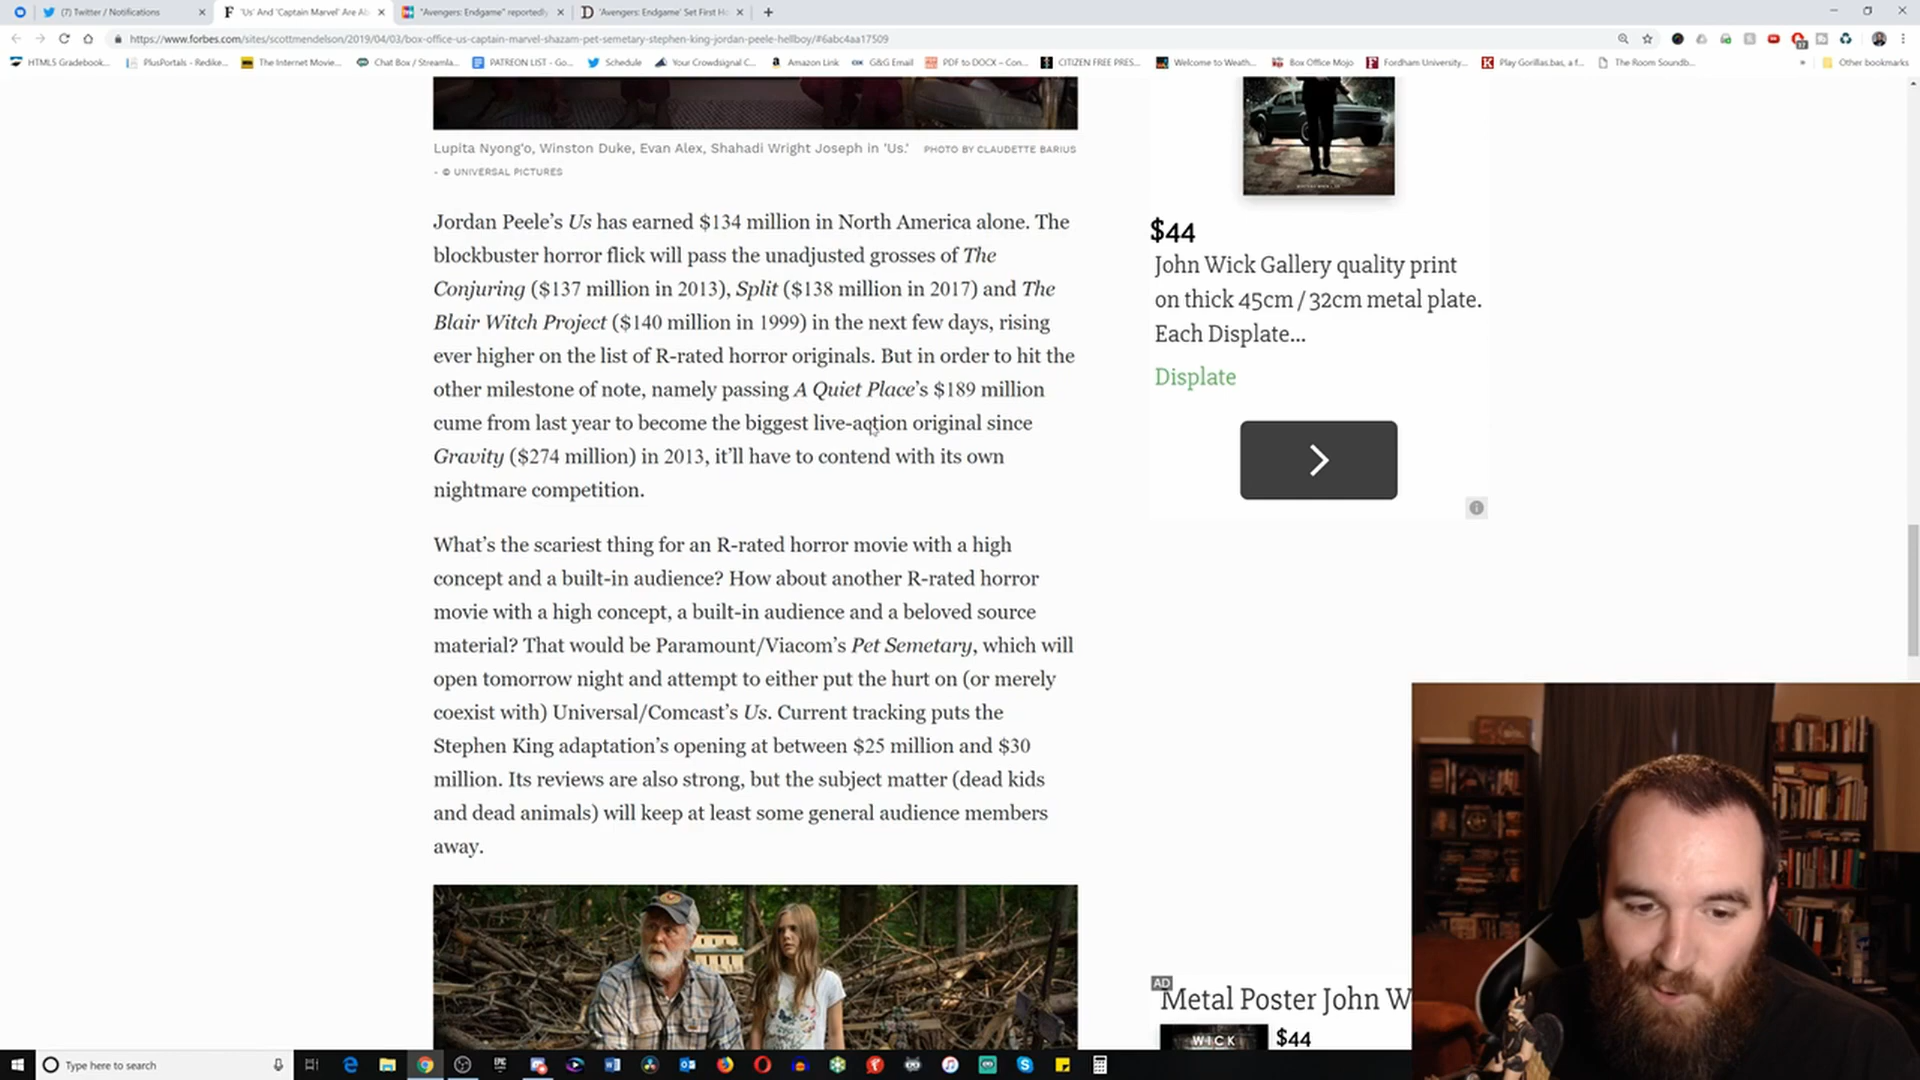 (7) Twitter / Notifications
'Us' And 'Captain Marvel' Are Ab
"Avengers: Endgame" reportedly
'Avengers: Endgame' Set First H
https://www.forbes.com/sites/scottmendelson/2019/04/03/box-office-us-captain-marvel-shazam-pet-semetary-stephen-king-jordan-peele-hellboy/#6abc4aa17509
HTML5 Gradebook...
PlusPortals - Redike...
The Internet Movie...
Chat Box / Streamla...
PATREON LIST - Go...
Schedule
Your Crowdsignal C...
Amazon Link
G&G Email
PDF to DOCX – Con...
CITIZEN FREE PRES...
Welcome to Weath...
Box Office Mojo
Fordham University...
Play Gorillas.bas, a f...
The Room Soundb...
Other bookmarks
Lupita Nyong'o, Winston Duke, Evan Alex, Shahadi Wright Joseph in 'Us.' PHOTO BY CLAUDETTE BARIUS
- © UNIVERSAL PICTURES
Jordan Peele's Us has earned $134 million in North America alone. The
blockbuster horror flick will pass the unadjusted grosses of The
Conjuring ($137 million in 2013), Split ($138 million in 2017) and The
Blair Witch Project ($140 million in 1999) in the next few days, rising
ever higher on the list of R-rated horror originals. But in order to hit the
other milestone of note, namely passing A Quiet Place's $189 million
cume from last year to become the biggest live-action original since
Gravity ($274 million) in 2013, it'll have to contend with its own
nightmare competition.
What's the scariest thing for an R-rated horror movie with a high
concept and a built-in audience? How about another R-rated horror
movie with a high concept, a built-in audience and a beloved source
material? That would be Paramount/Viacom's Pet Semetary, which will
open tomorrow night and attempt to either put the hurt on (or merely
coexist with) Universal/Comcast's Us. Current tracking puts the
Stephen King adaptation's opening at between $25 million and $30
million. Its reviews are also strong, but the subject matter (dead kids
and dead animals) will keep at least some general audience members
away.
$44
John Wick Gallery quality print
on thick 45cm / 32cm metal plate.
Each Displate...
Displate
AD
Metal Poster John W
WICK
$44
Type here to search